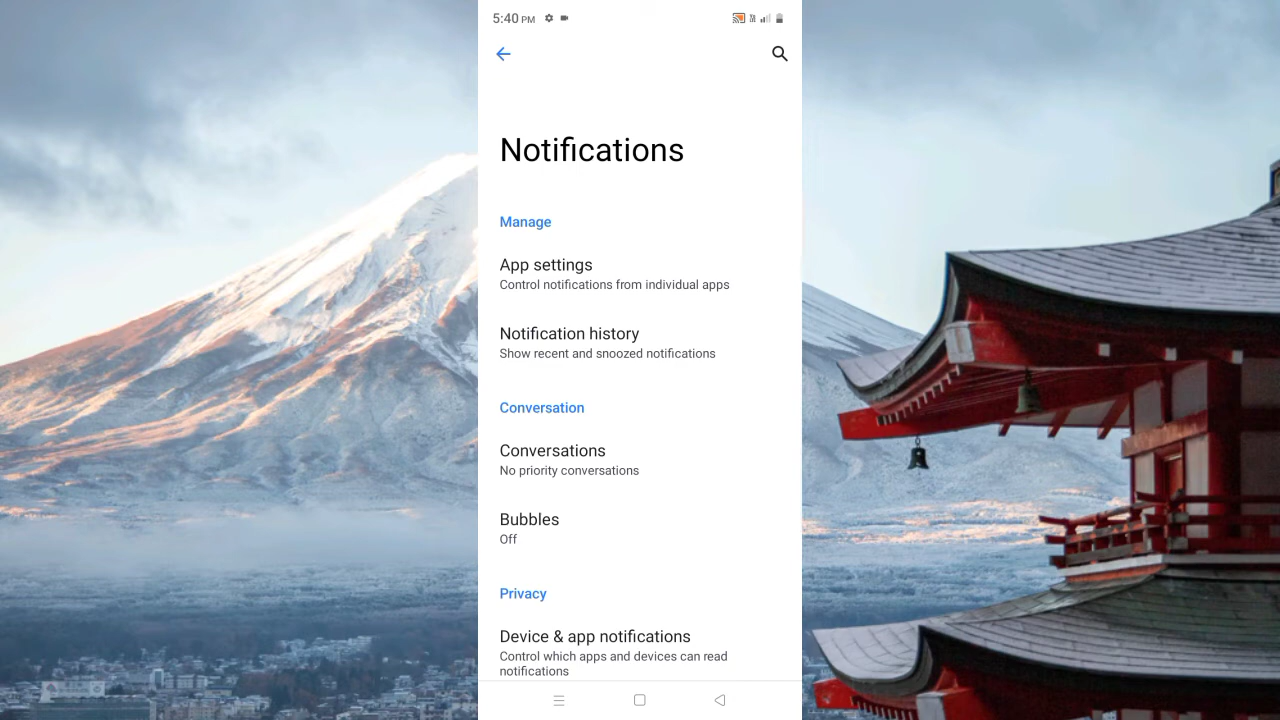 5:40 PM
Notifications
Manage
App settings
Control notifications from individual apps
Notification history
Show recent and snoozed notifications
Conversation
Conversations
No priority conversations
Bubbles
Off
Privacy
Device & app notifications
Control which apps and devices can read
notifications